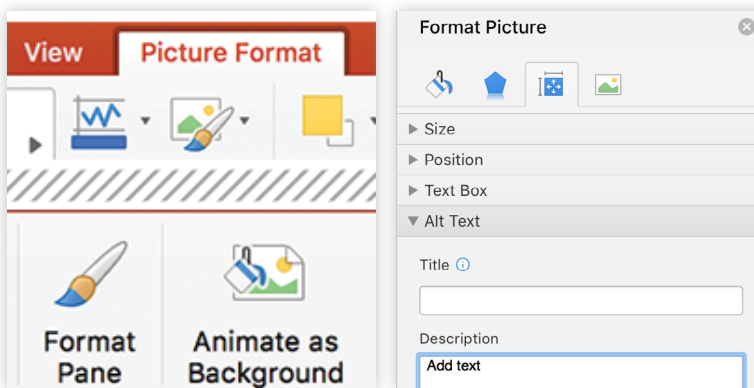 View
Picture Format
Format
Pane
Animate as
Background
Format Picture
Size
Position
Text Box
Alt Text
Title
Description
Add text